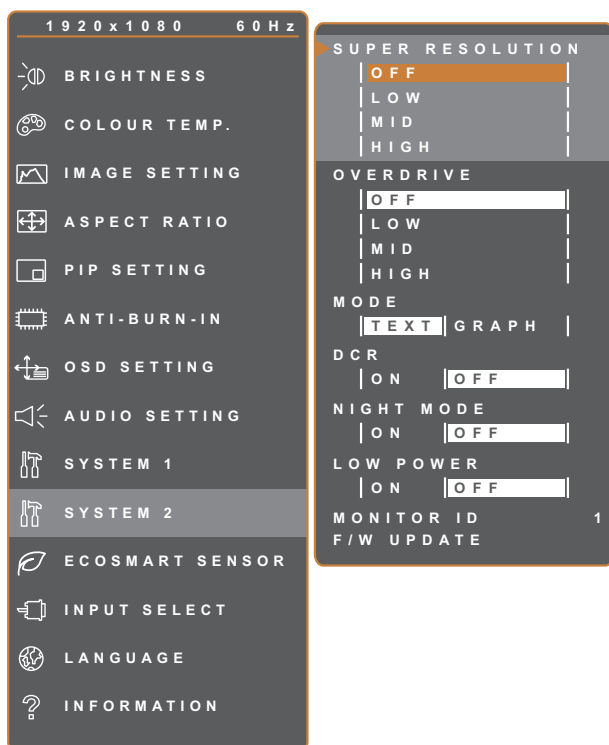 1920x1080 60Hz
BRIGHTNESS
COLOUR TEMP.
IMAGE SETTING
ASPECT RATIO
PIP SETTING
ANTI-BURN-IN
OSD SETTING
AUDIO SETTING
SYSTEM 1
SYSTEM 2
ECOSMART SENSOR
INPUT SELECT
LANGUAGE
INFORMATION
SUPER RESOLUTION
OFF
LOW
MID
HIGH
OVERDRIVE
OFF
LOW
MID
HIGH
MODE
TEXT GRAPH
DCR
ON OFF
NIGHT MODE
ON OFF
LOW POWER
ON OFF
MONITOR ID 1
F/W UPDATE